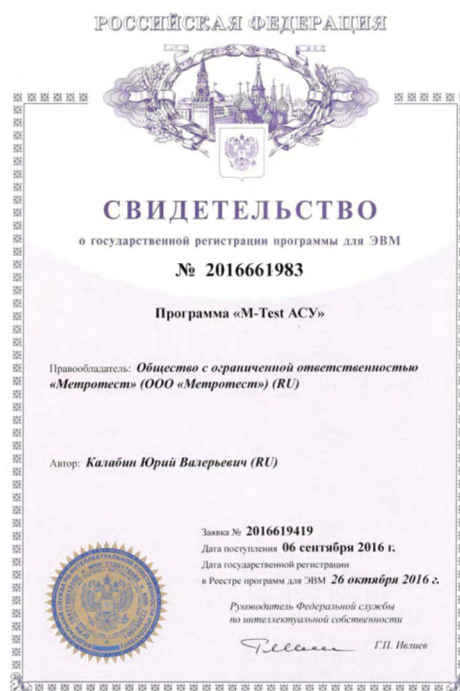 РОССИЙСКАЯ ФЕДЕРАЦИЯ
СВИДЕТЕЛЬСТВО
о государственной регистрации программы для ЭВМ
№ 2016661983
Программа «M-Test АСУ»
Правообладатель: Общество с ограниченной ответственностью
«Метротест» (ООО «Метротест») (RU)
Автор: Калабин Юрий Валерьевич (RU)
Заявка № 2016619419
Дата поступления 06 сентября 2016 г.
Дата государственной регистрации
в Реестре программ для ЭВМ 26 октября 2016 г.
Руководитель Федеральной службы
по интеллектуальной собственности
Г.П. Ивлиев